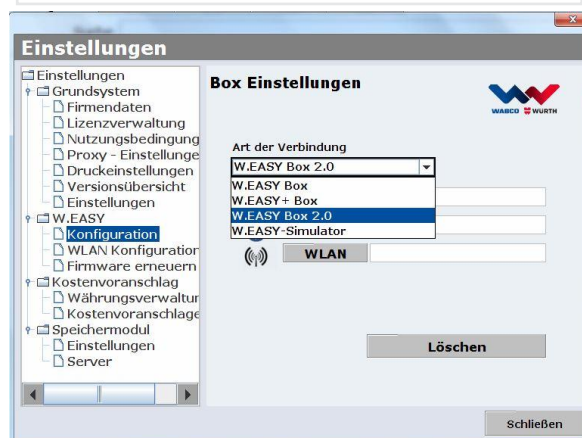 Einstellungen
Einstellungen
Grundsystem
Firmendaten
Lizenzverwaltung
Nutzungsbedingung
Proxy - Einstellunge
Druckeinstellungen
Versionsübersicht
Einstellungen
W.EASY
Konfiguration
WLAN Konfiguration
Firmware erneuern
Kostenvoranschlag
Währungsverwaltur
Kostenvoranschlage
Speichermodul
Einstellungen
Server
Box Einstellungen
WABCO WÜRTH
Art der Verbindung
W.EASY Box 2.0
W.EASY Box
W.EASY+ Box
W.EASY Box 2.0
W.EASY-Simulator
WLAN
Löschen
Schließen